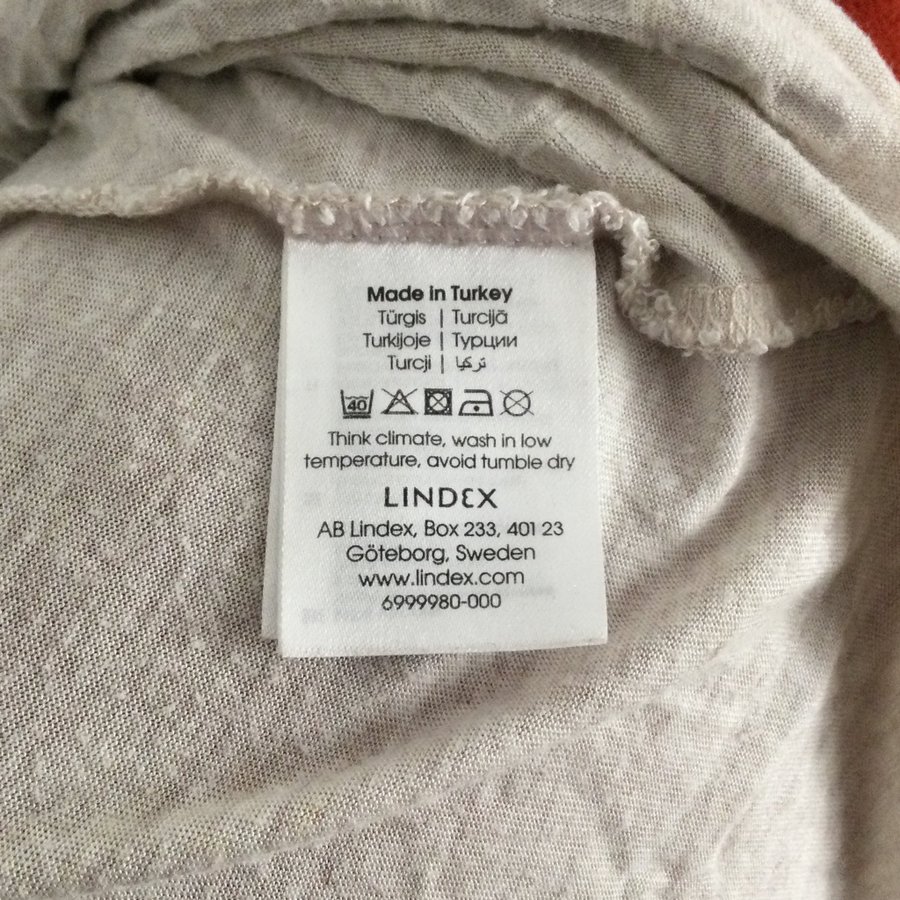 Made in Turkey
Türgis | Turcijā
Turkijoje | Турции
Turcji | تركيا
40
Think climate, wash in low
temperature, avoid tumble dry
LINDEX
AB Lindex, Box 233, 401 23
Göteborg, Sweden
www.lindex.com
6999980-000